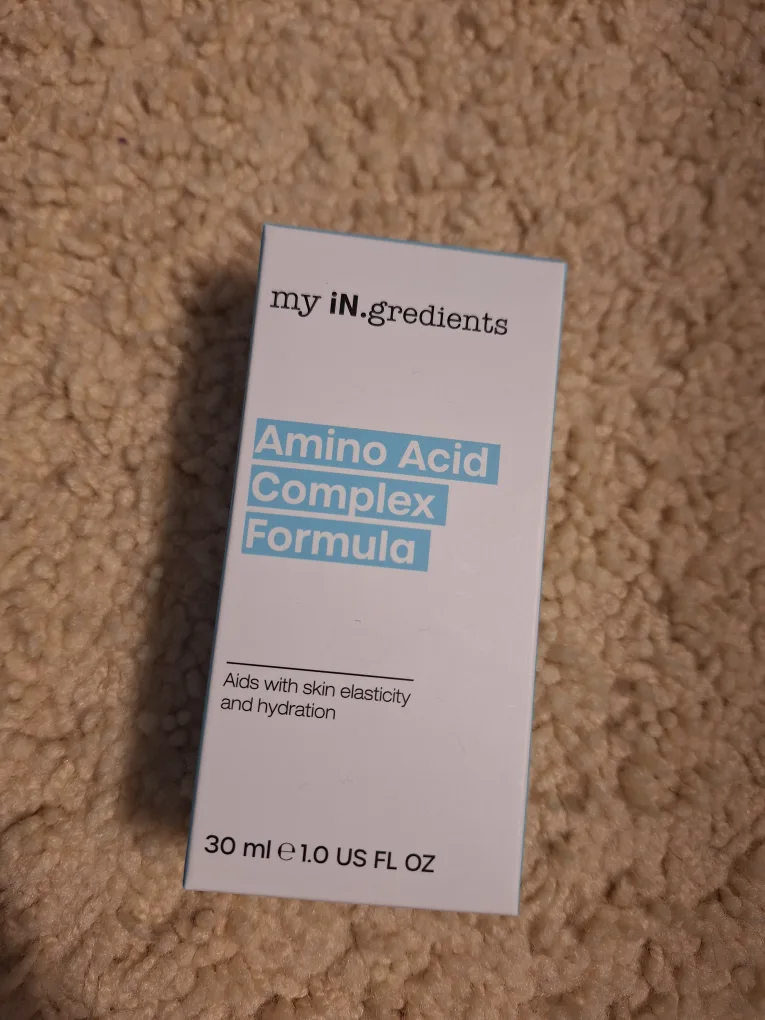 my iN.gredients
Amino Acid
Complex
Formula
Aids with skin elasticity
and hydration
30 ml ℮ 1.0 US FL OZ